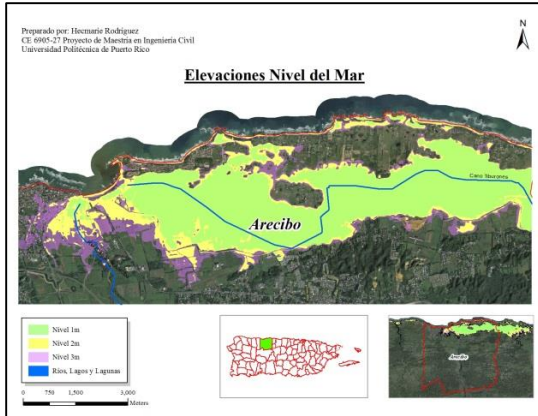 Preparado por: Hecmarie Rodriguez
CE 6905-27 Proyecto de Maestría en Ingeniería Civil
Universidad Politécnica de Puerto Rico
N
Elevaciones Nivel del Mar
Caño Tiburones
Arecibo
Nivel 1m
Nivel 2m
Nivel 3m
Ríos, Lagos y Lagunas
0 750 1,500 3,000
Meters
Arecibo